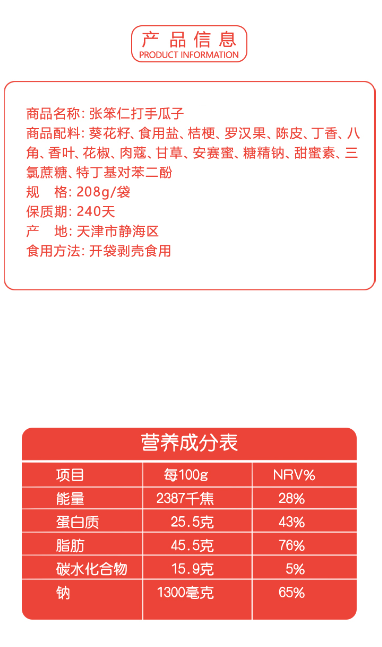 产品信息
PRODUCT INFORMATION
商品名称: 张笨仁打手瓜子
商品配料: 葵花籽、食用盐、桔梗、罗汉果、陈皮、丁香、八
角、香叶、花椒、肉蔻、甘草、安赛蜜、糖精钠、甜蜜素、三
氯蔗糖、特丁基对苯二酚
规 格: 208g/袋
保质期: 240天
产 地: 天津市静海区
食用方法: 开袋剥壳食用
营养成分表
项目 每100g NRV%
能量 2387千焦 28%
蛋白质 25.5克 43%
脂肪 45.5克 76%
碳水化合物 15.9克 5%
钠 1300毫克 65%